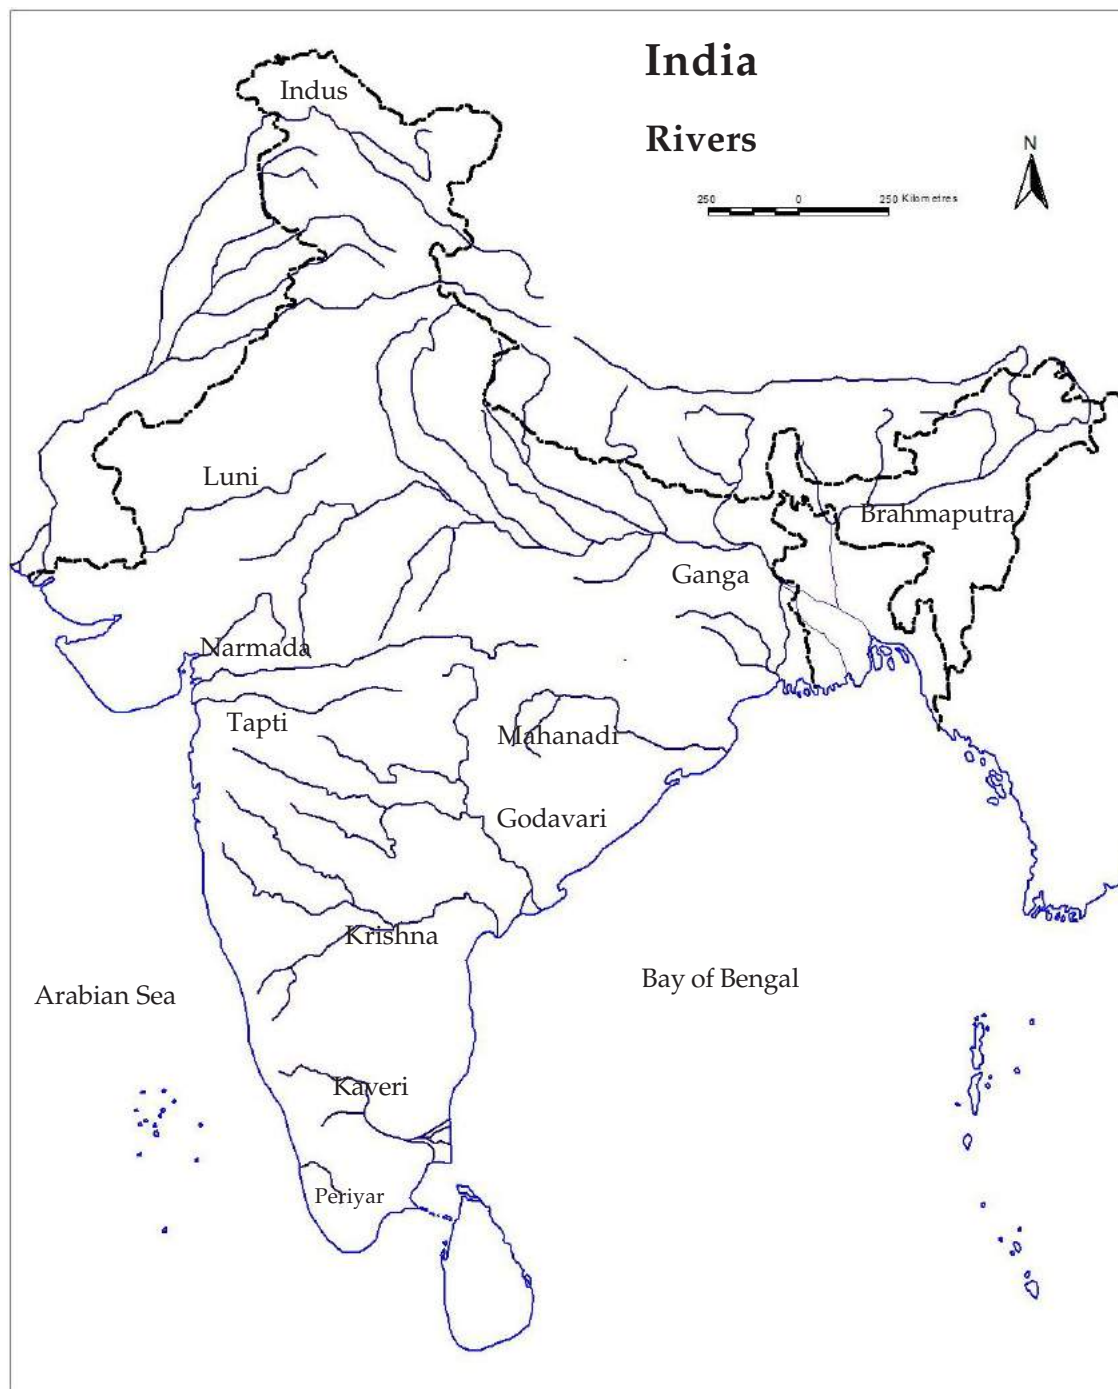 India
Indus
Rivers
N
250 0 250 Kilometres
Luni
Brahmaputra
Ganga
Narmada
Tapti
Mahanadi
Godavari
Krishna
Bay of Bengal
Arabian Sea
Kaveri
Periyar